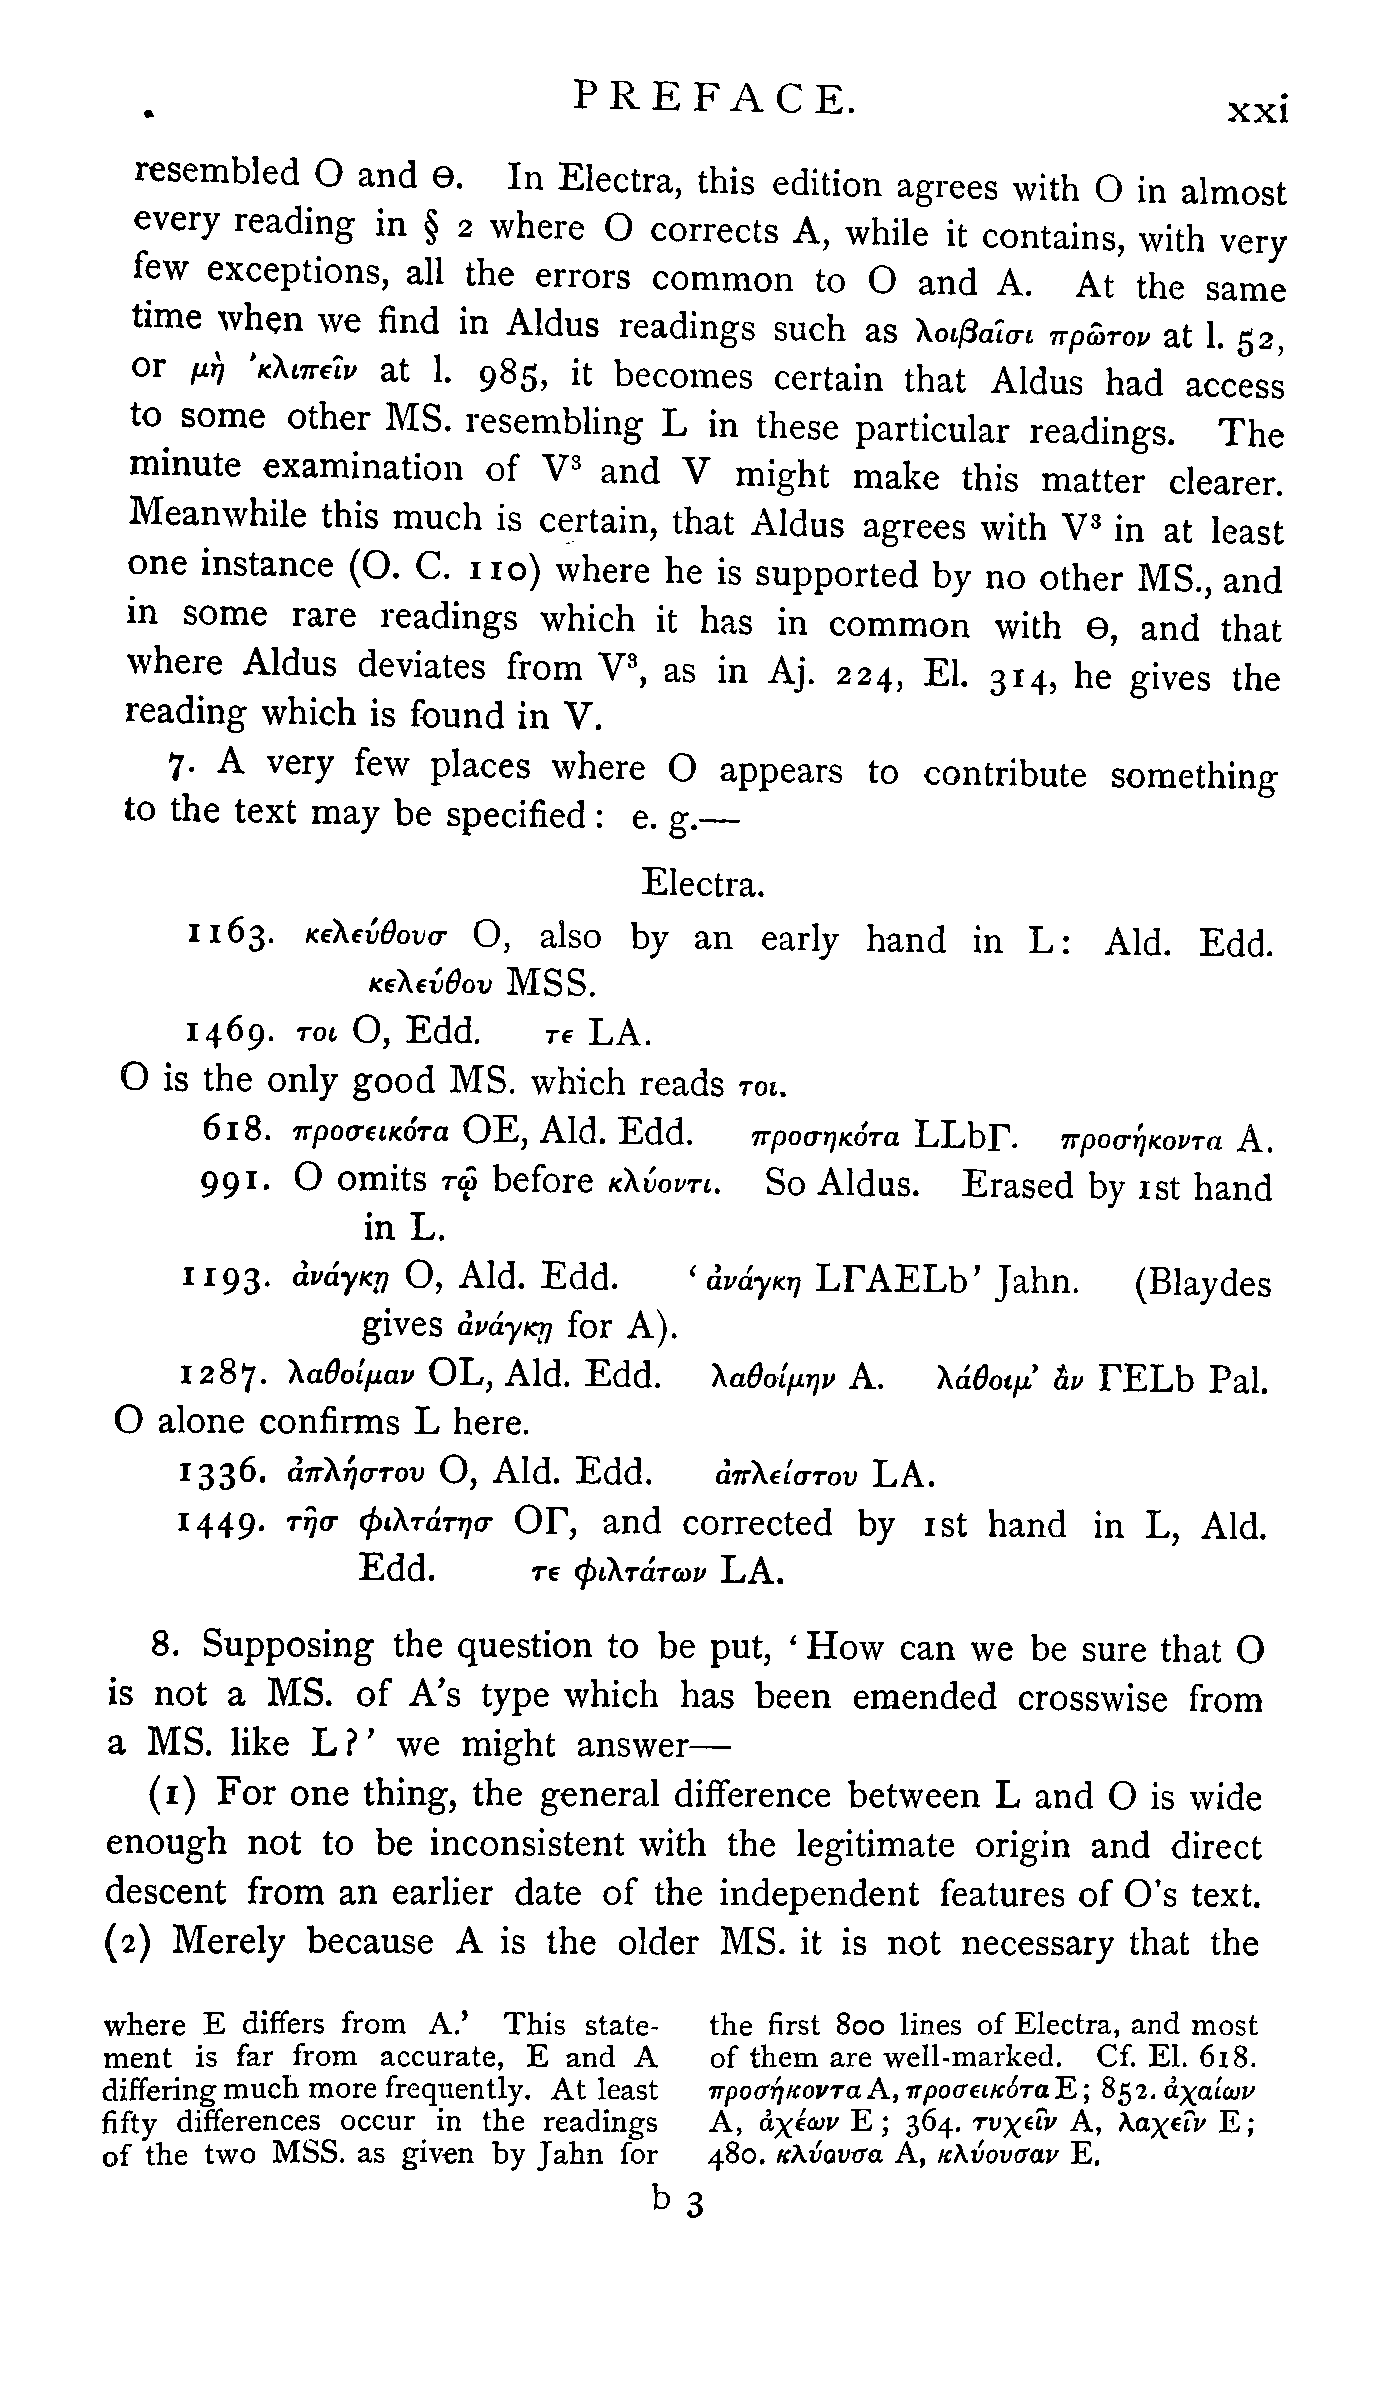 PREFACE.
xxi
resembled O and Θ. In Electra, this edition agrees with O in almost
every reading in § 2 where O corrects A, while it contains, with very
few exceptions, all the errors common to O and A. At the same
time when we find in Aldus readings such as λοιβαῖσι πρῶτον at l. 52,
or μὴ 'κλιπεῖν at l. 985, it becomes certain that Aldus had access
to some other MS. resembling L in these particular readings. The
minute examination of V³ and V might make this matter clearer.
Meanwhile this much is certain, that Aldus agrees with V³ in at least
one instance (O. C. 110) where he is supported by no other MS., and
in some rare readings which it has in common with Θ, and that
where Aldus deviates from V³, as in Aj. 224, El. 314, he gives the
reading which is found in V.
7. A very few places where O appears to contribute something
to the text may be specified: e. g.—
Electra.
1163. κελεύθουσ O, also by an early hand in L: Ald. Edd.
κελεύθου MSS.
1469. τοι O, Edd. τε LA.
O is the only good MS. which reads τοι.
618. προσεικότα OE, Ald. Edd. προσηκότα LLbΓ. προσήκοντα A.
991. O omits τῷ before κλύοντι. So Aldus. Erased by 1st hand
in L.
1193. ἀνάγκῃ O, Ald. Edd. 'ἀνάγκη LΓAELb' Jahn. (Blaydes
gives ἀνάγκῃ for A).
1287. λαθοίμαν OL, Ald. Edd. λαθοίμην A. λάθοιμ' ἂν ΓELb Pal.
O alone confirms L here.
1336. ἀπλήστου O, Ald. Edd. ἀπλείστου LA.
1449. τῆσ φιλτάτησ OΓ, and corrected by 1st hand in L, Ald.
Edd. τε φιλτάτων LA.
8. Supposing the question to be put, 'How can we be sure that O
is not a MS. of A's type which has been emended crosswise from
a MS. like L?' we might answer—
(1) For one thing, the general difference between L and O is wide
enough not to be inconsistent with the legitimate origin and direct
descent from an earlier date of the independent features of O's text.
(2) Merely because A is the older MS. it is not necessary that the
where E differs from A.' This state-
ment is far from accurate, E and A
differing much more frequently. At least
fifty differences occur in the readings
of the two MSS. as given by Jahn for
the first 800 lines of Electra, and most
of them are well-marked. Cf. El. 618.
προσήκοντα A, προσεικότα E; 852. ἀχαίων
A, ἀχέων E; 364. τυχεῖν A, λαχεῖν E;
480. κλύουσα A, κλύουσαν E.
b 3